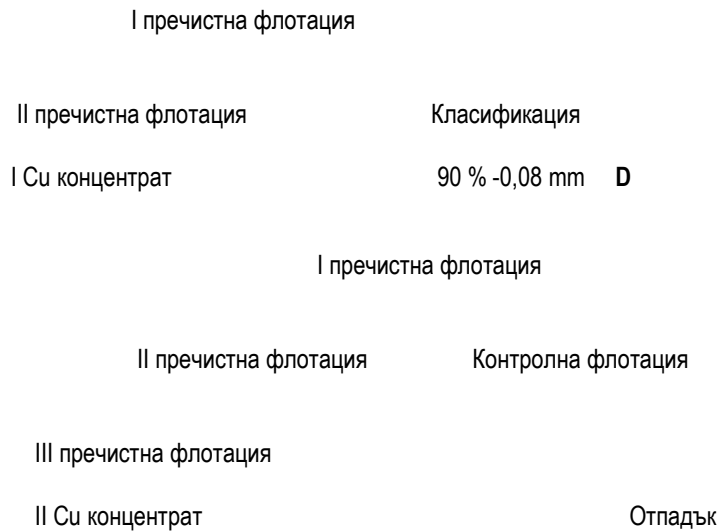 I пречистна флотация
II пречистна флотация Класификация
I Cu концентрат 90 % -0,08 mm D
I пречистна флотация
II пречистна флотация Контролна флотация
III пречистна флотация
II Cu концентрат Отпадък